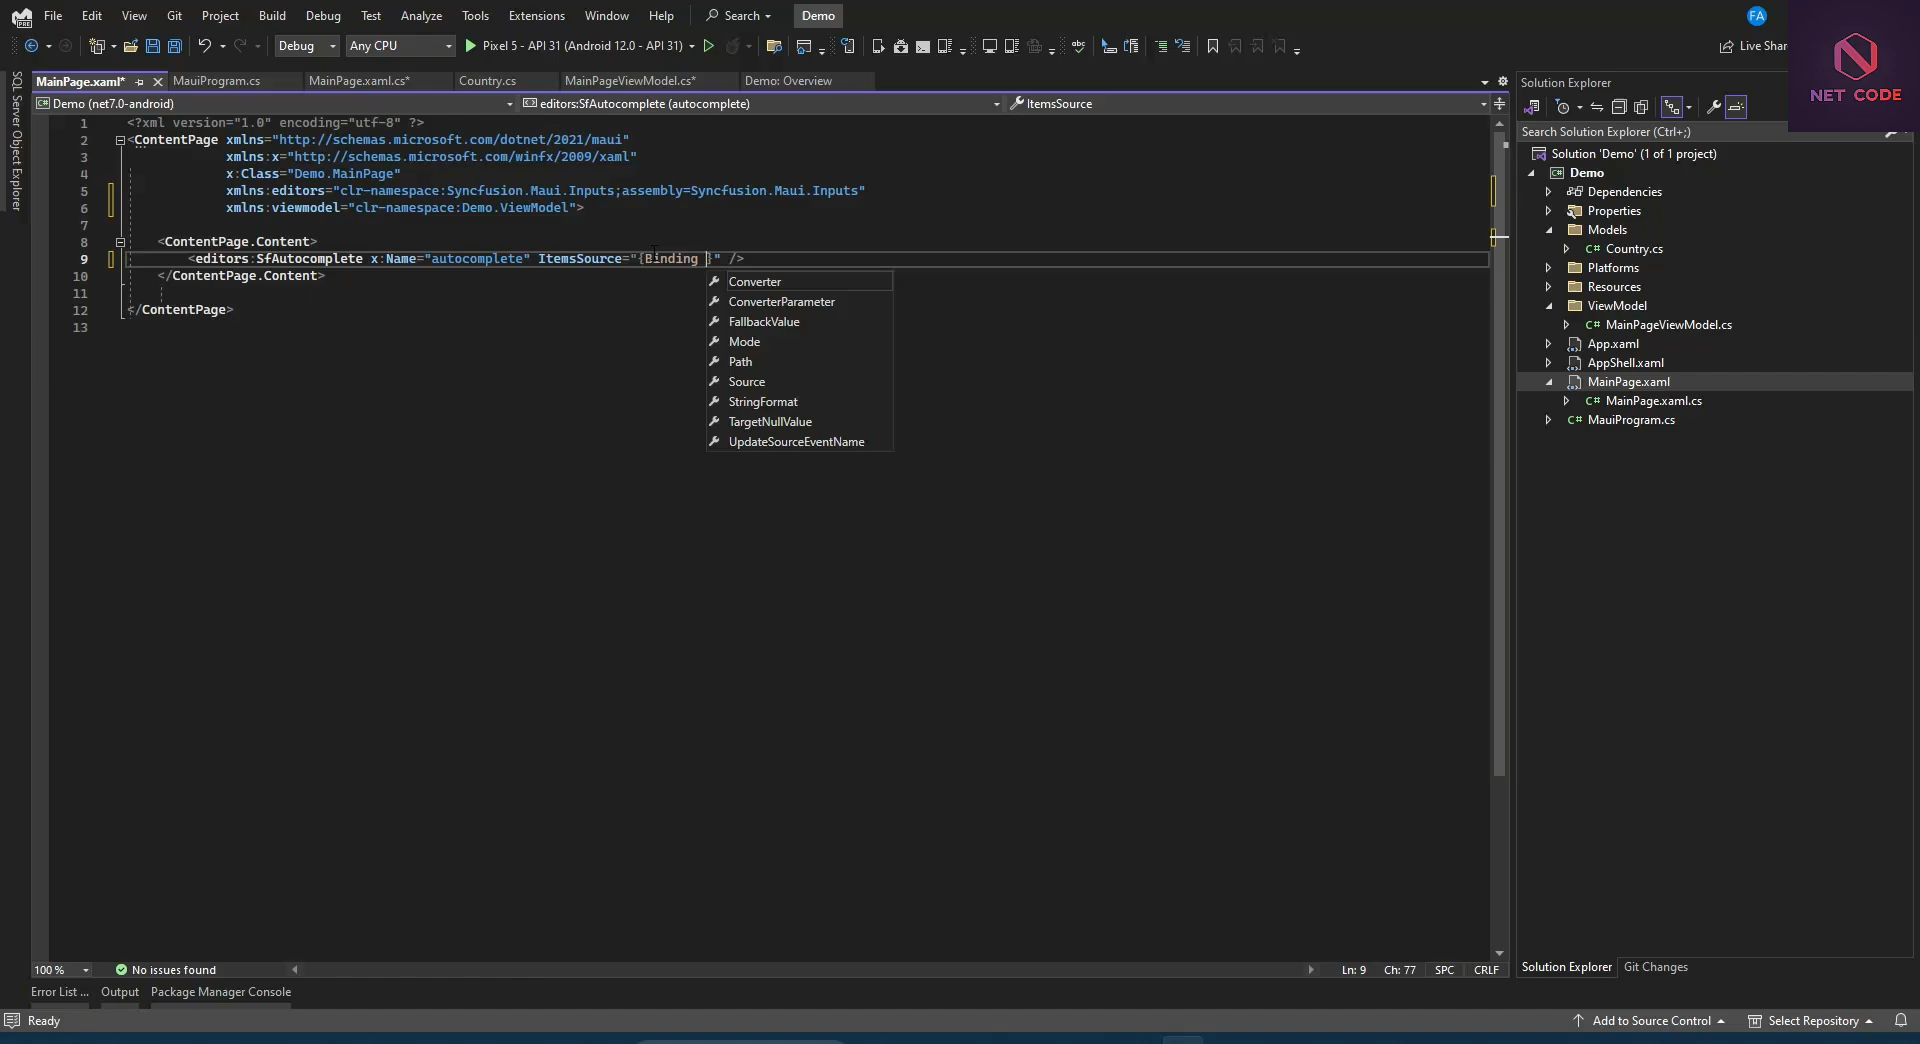 File Edit View Git Project Build Debug Test Analyze Tools Extensions Window Help Search Demo FA
Debug Any CPU Pixel 5 - API 31 (Android 12.0 - API 31) Live Shar
NET CODE
SQL Server Object Explorer
MainPage.xaml* MauiProgram.cs MainPage.xaml.cs* Country.cs MainPageViewModel.cs* Demo: Overview
Demo (net7.0-android) editors:SfAutocomplete (autocomplete) ItemsSource
1 <?xml version="1.0" encoding="utf-8" ?>
2 <ContentPage xmlns="http://schemas.microsoft.com/dotnet/2021/maui"
3 xmlns:x="http://schemas.microsoft.com/winfx/2009/xaml"
4 x:Class="Demo.MainPage"
5 xmlns:editors="clr-namespace:Syncfusion.Maui.Inputs;assembly=Syncfusion.Maui.Inputs"
6 xmlns:viewmodel="clr-namespace:Demo.ViewModel">
7
8 <ContentPage.Content>
9 <editors:SfAutocomplete x:Name="autocomplete" ItemsSource="{Binding }" />
10 </ContentPage.Content>
11
12 </ContentPage>
13
Converter
ConverterParameter
FallbackValue
Mode
Path
Source
StringFormat
TargetNullValue
UpdateSourceEventName
Solution Explorer
Search Solution Explorer (Ctrl+;)
Solution 'Demo' (1 of 1 project)
Demo
Dependencies
Properties
Models
C# Country.cs
Platforms
Resources
ViewModel
C# MainPageViewModel.cs
App.xaml
AppShell.xaml
MainPage.xaml
C# MainPage.xaml.cs
C# MauiProgram.cs
100 % No issues found Ln: 9 Ch: 77 SPC CRLF
Solution Explorer Git Changes
Error List ... Output Package Manager Console
Ready Add to Source Control Select Repository